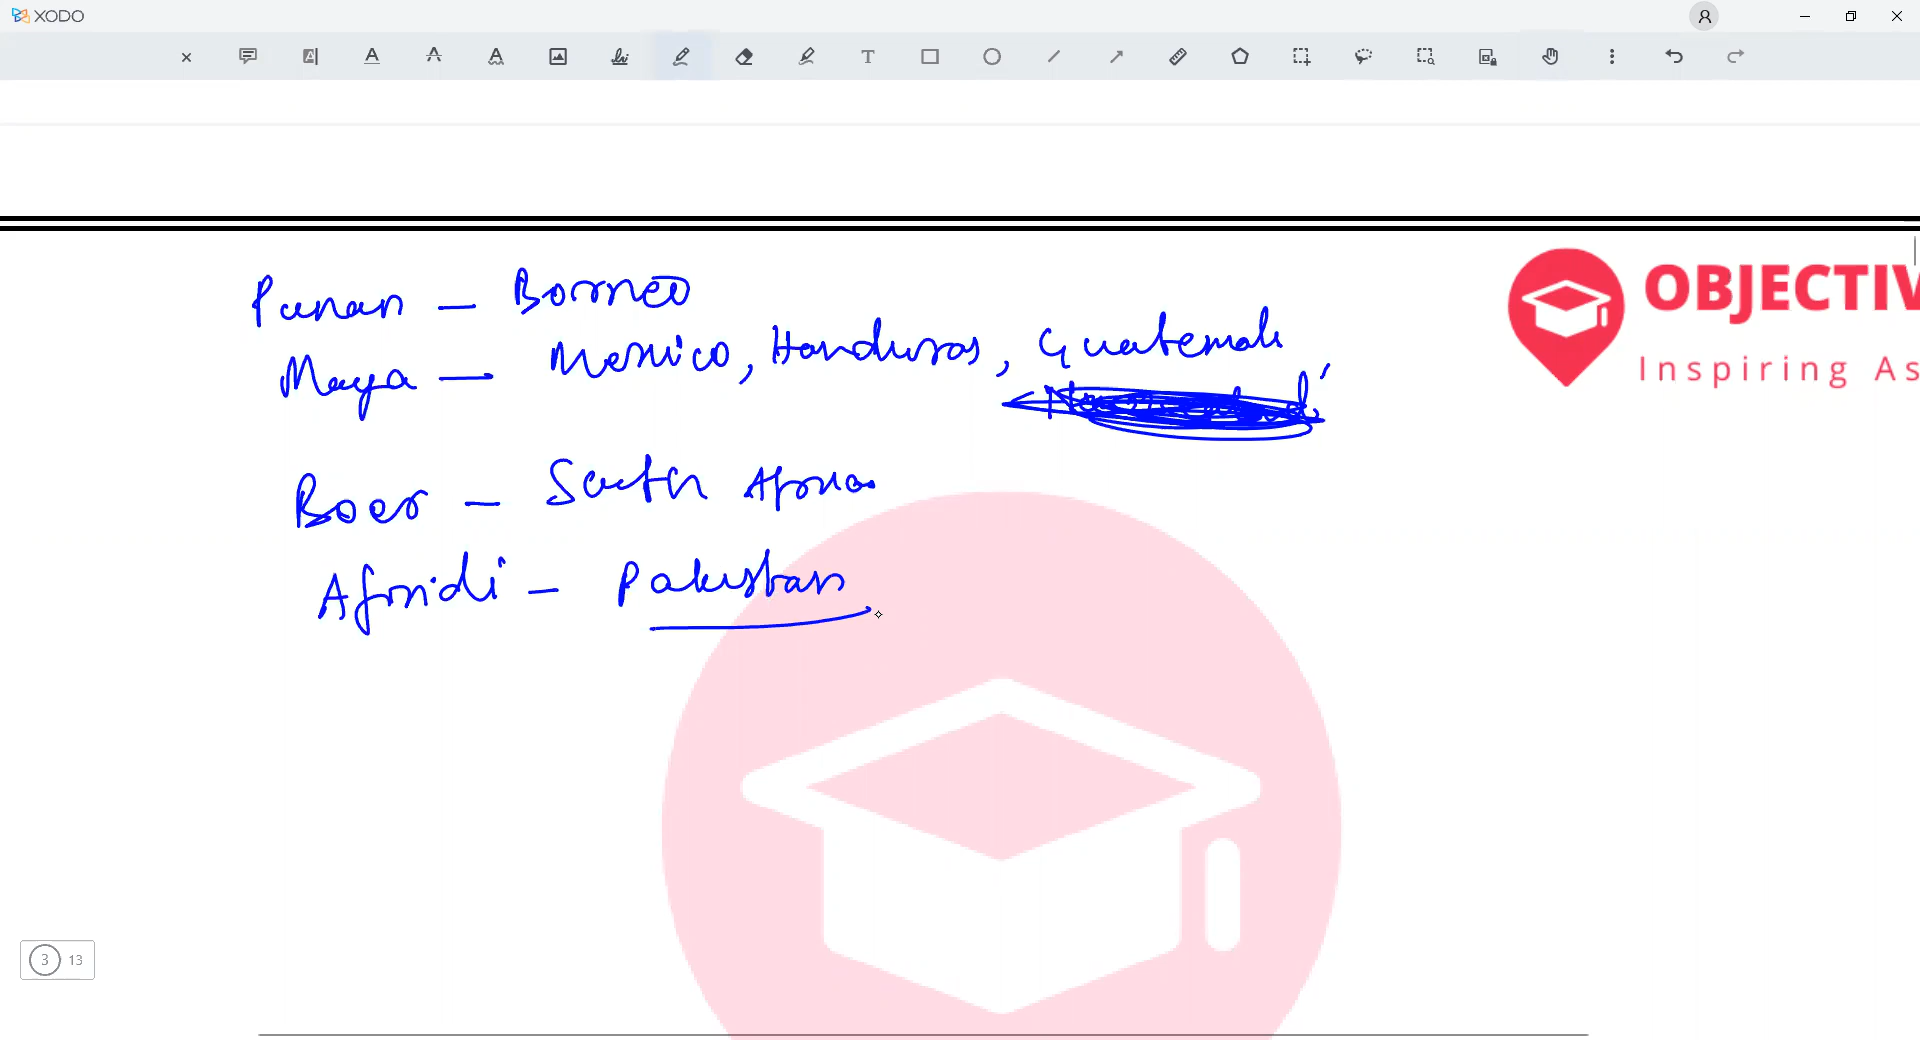 XODO
OBJECTIV
Inspiring As
Punan — Borneo
Maya — Mexico, Honduras, Guatemala
Boer — South Africa
Afridi — Pakistan
3 13